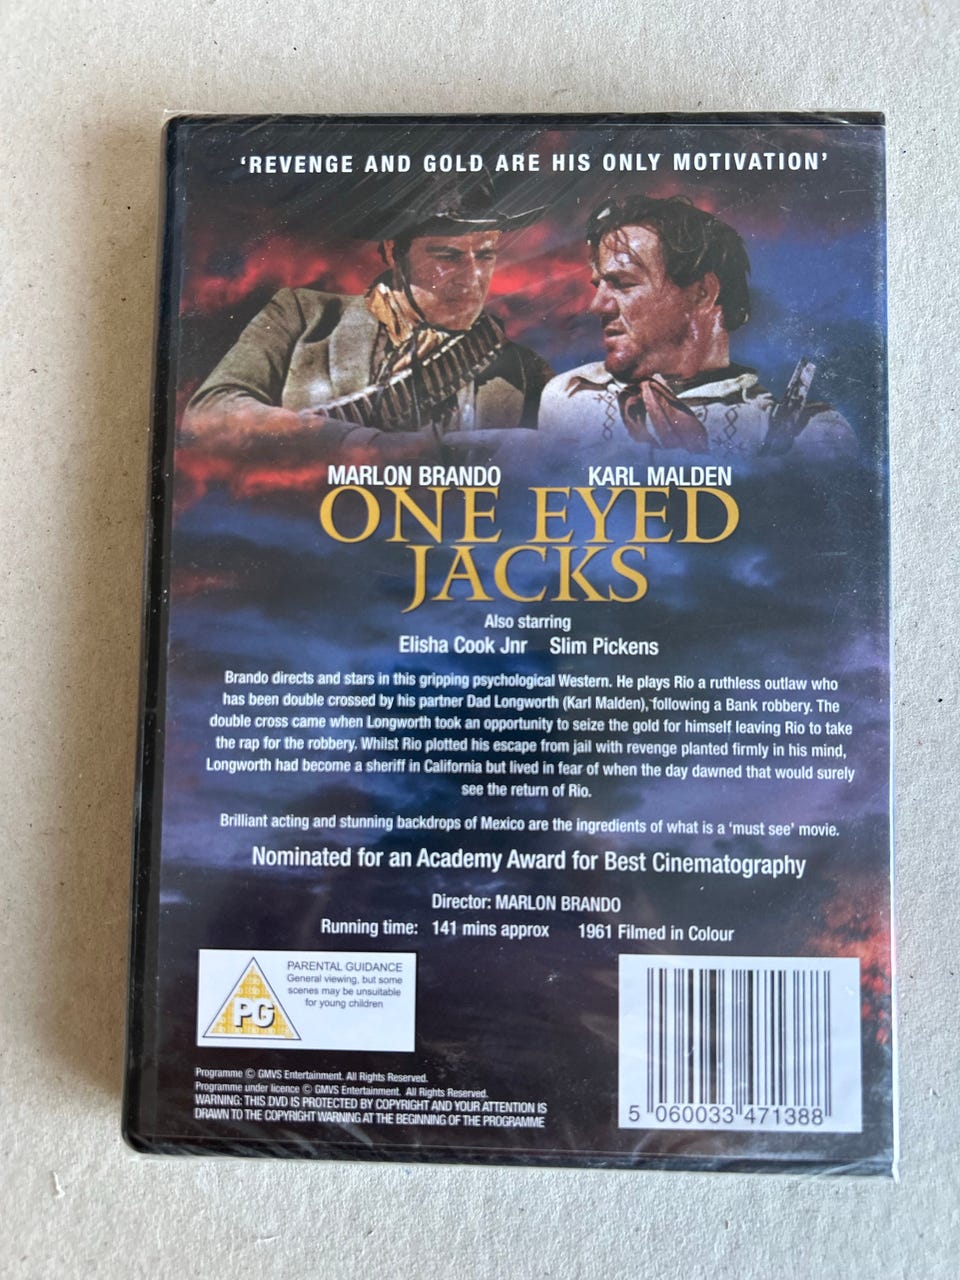 ‘REVENGE AND GOLD ARE HIS ONLY MOTIVATION’
MARLON BRANDO KARL MALDEN
ONE EYED
JACKS
Also starring
Elisha Cook Jnr Slim Pickens
Brando directs and stars in this gripping psychological Western. He plays Rio a ruthless outlaw who
has been double crossed by his partner Dad Longworth (Karl Malden), following a Bank robbery. The
double cross came when Longworth took an opportunity to seize the gold for himself leaving Rio to take
the rap for the robbery. Whilst Rio plotted his escape from jail with revenge planted firmly in his mind,
Longworth had become a sheriff in California but lived in fear of when the day dawned that would surely
see the return of Rio.
Brilliant acting and stunning backdrops of Mexico are the ingredients of what is a ‘must see’ movie.
Nominated for an Academy Award for Best Cinematography
Director: MARLON BRANDO
Running time: 141 mins approx 1961 Filmed in Colour
PARENTAL GUIDANCE
General viewing, but some
scenes may be unsuitable
for young children
PG
Programme © GMVS Entertainment. All Rights Reserved.
Programme under licence © GMVS Entertainment. All Rights Reserved.
WARNING: THIS DVD IS PROTECTED BY COPYRIGHT AND YOUR ATTENTION IS
DRAWN TO THE COPYRIGHT WARNING AT THE BEGINNING OF THE PROGRAMME
5 060033 471388